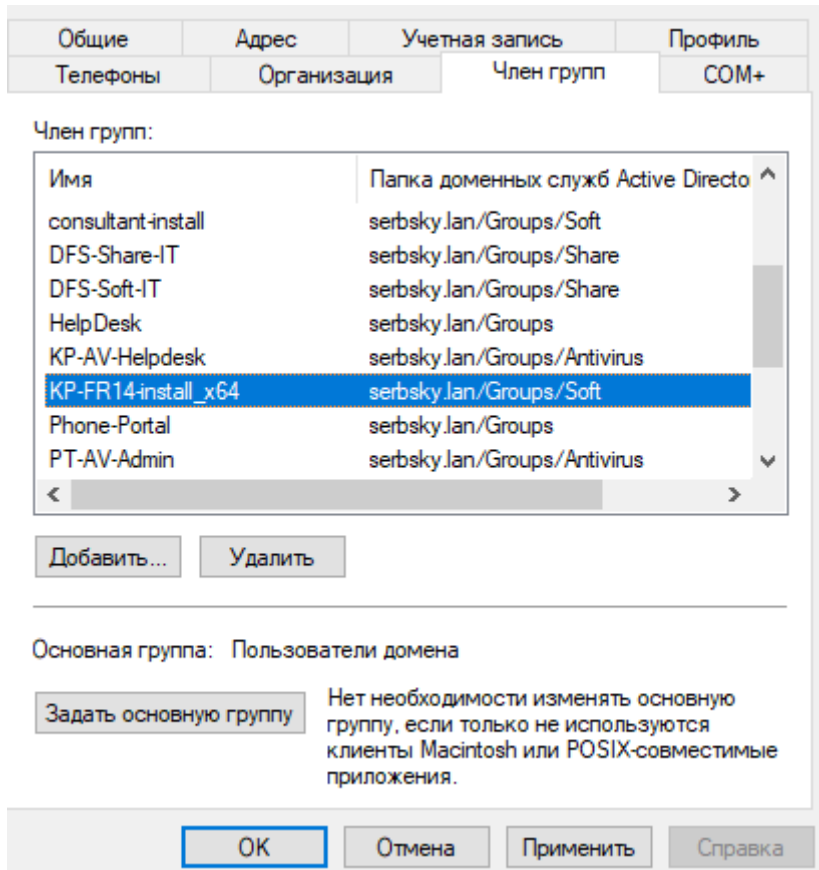 Общие Адрес Учетная запись Профиль
Телефоны Организация Член групп COM+
Член групп:
Имя Папка доменных служб Active Directo
consultant-install serbsky.lan/Groups/Soft
DFS-Share-IT serbsky.lan/Groups/Share
DFS-Soft-IT serbsky.lan/Groups/Share
HelpDesk serbsky.lan/Groups
KP-AV-Helpdesk serbsky.lan/Groups/Antivirus
KP-FR14-install_x64 serbsky.lan/Groups/Soft
Phone-Portal serbsky.lan/Groups
PT-AV-Admin serbsky.lan/Groups/Antivirus
Добавить... Удалить
Основная группа: Пользователи домена
Задать основную группу
Нет необходимости изменять основную
группу, если только не используются
клиенты Macintosh или POSIX-совместимые
приложения.
OK Отмена Применить Справка